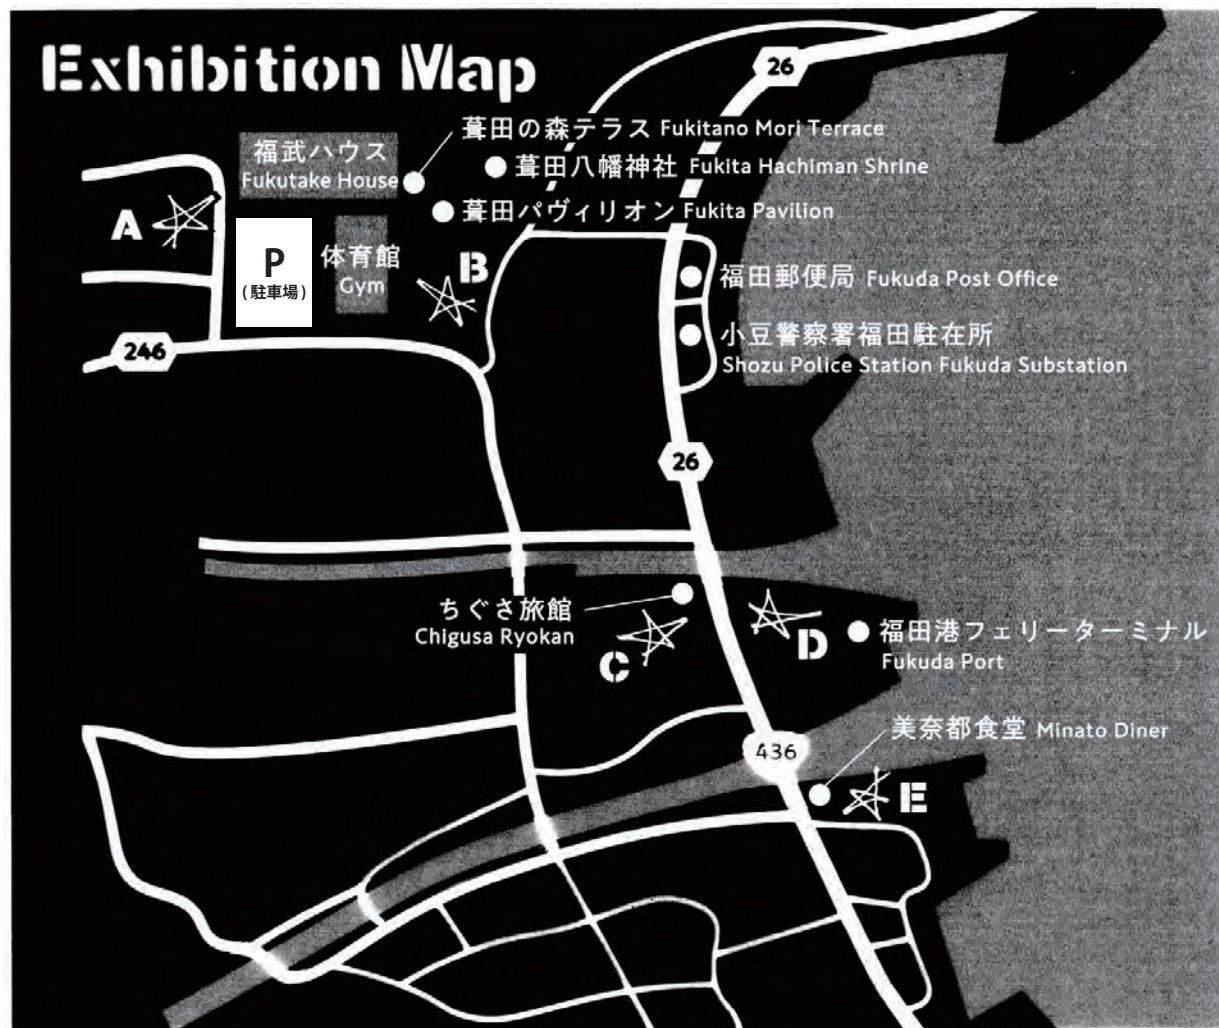 Exhibition Map
26
葺田の森テラス Fukitano Mori Terrace
福武ハウス
Fukutake House
葺田八幡神社 Fukita Hachiman Shrine
A
葺田パヴィリオン Fukita Pavilion
P
(駐車場)
体育館
Gym
B
福田郵便局 Fukuda Post Office
246
小豆警察署福田駐在所
Shozu Police Station Fukuda Substation
26
ちぐさ旅館
Chigusa Ryokan
C
D
福田港フェリーターミナル
Fukuda Port
美奈都食堂 Minato Diner
436
E